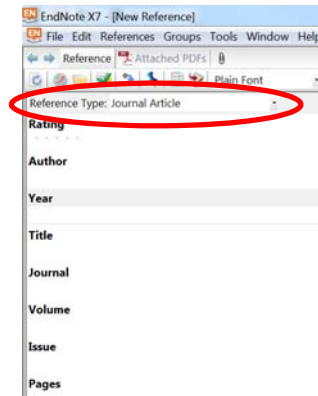 EndNote X7 - [New Reference]
File Edit References Groups Tools Window Help
Reference Attached PDFs
Plain Font
Reference Type: Journal Article
Rating
Author
Year
Title
Journal
Volume
Issue
Pages